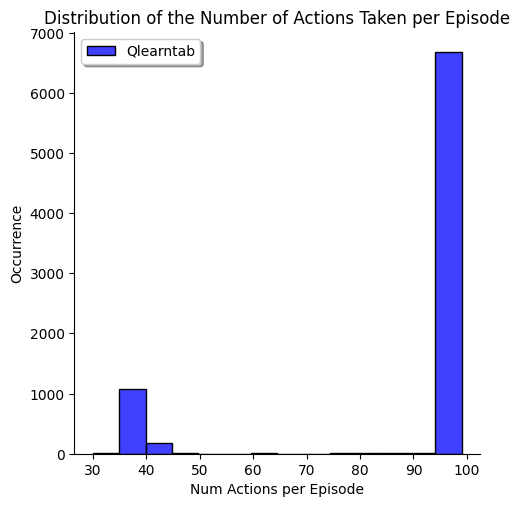 Distribution of the Number of Actions Taken per Episode
Qlearntab
7000
6000
5000
4000
3000
2000
1000
0
Occurrence
30 40 50 60 70 80 90 100
Num Actions per Episode